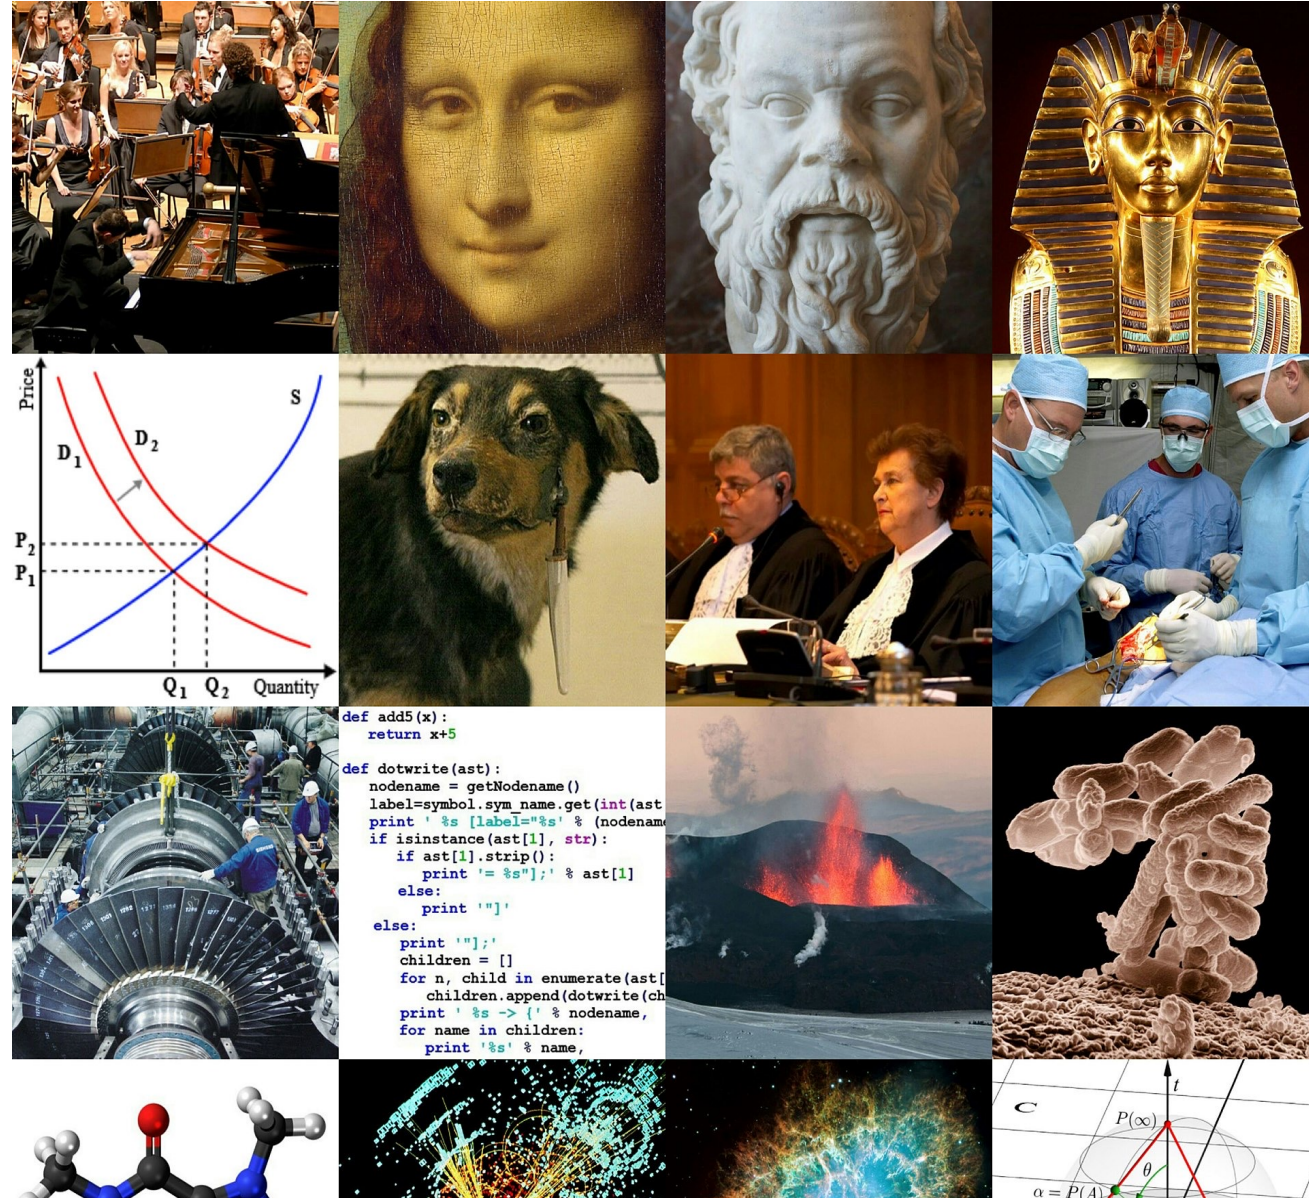 Price
S
D2
D1
P2
P1
Q1 Q2 Quantity
def add5(x):
return x+5
def dotwrite(ast):
nodename = getNodename()
label=symbol.sym_name.get(int(ast
print ' %s [label="%s' % (nodename
if isinstance(ast[1], str):
if ast[1].strip():
print '= %s"];' % ast[1]
else:
print '"]'
else:
print '"];'
children = []
for n, child in enumerate(ast[
children.append(dotwrite(ch
print ' %s -> {' % nodename,
for name in children:
print '%s' % name,
t
C
P(∞)
θ
α = P(A)